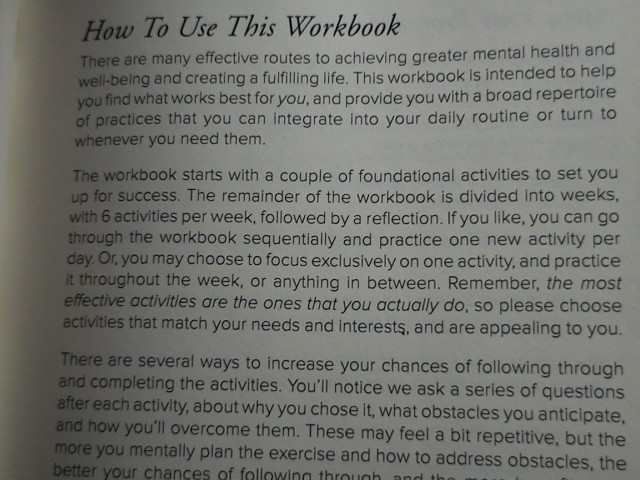 How To Use This Workbook
There are many effective routes to achieving greater mental health and
well-being and creating a fulfilling life. This workbook is intended to help
you find what works best for you, and provide you with a broad repertoire
of practices that you can integrate into your daily routine or turn to
whenever you need them.
The workbook starts with a couple of foundational activities to set you
up for success. The remainder of the workbook is divided into weeks,
with 6 activities per week, followed by a reflection. If you like, you can go
through the workbook sequentially and practice one new activity per
day. Or, you may choose to focus exclusively on one activity, and practice
it throughout the week, or anything in between. Remember, the most
effective activities are the ones that you actually do, so please choose
activities that match your needs and interests, and are appealing to you.
There are several ways to increase your chances of following through
and completing the activities. You'll notice we ask a series of questions
after each activity, about why you chose it, what obstacles you anticipate,
and how you'll overcome them. These may feel a bit repetitive, but the
more you mentally plan the exercise and how to address obstacles, the
better your chances of following through, and the more